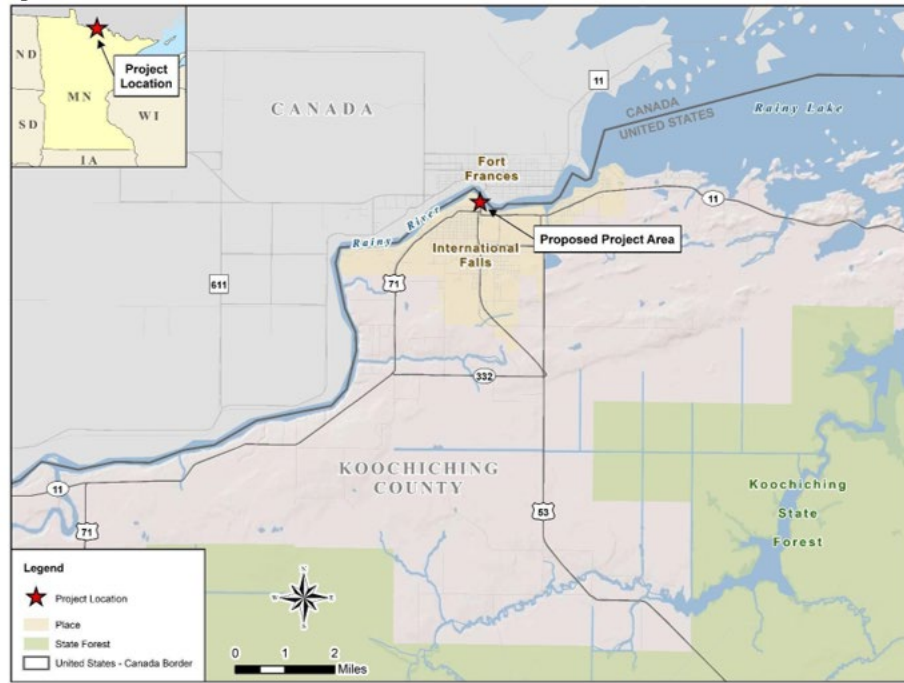 ND
MN
SD
WI
IA
Project
Location
CANADA
11
CANADA
UNITED STATES
Rainy Lake
Fort
Frances
11
Rainy River
Proposed Project Area
International
Falls
71
611
332
KOOCHICHING
COUNTY
Koochiching
State
Forest
11
71
53
Legend
Project Location
Place
State Forest
United States - Canada Border
N
W
E
S
0 1 2
Miles